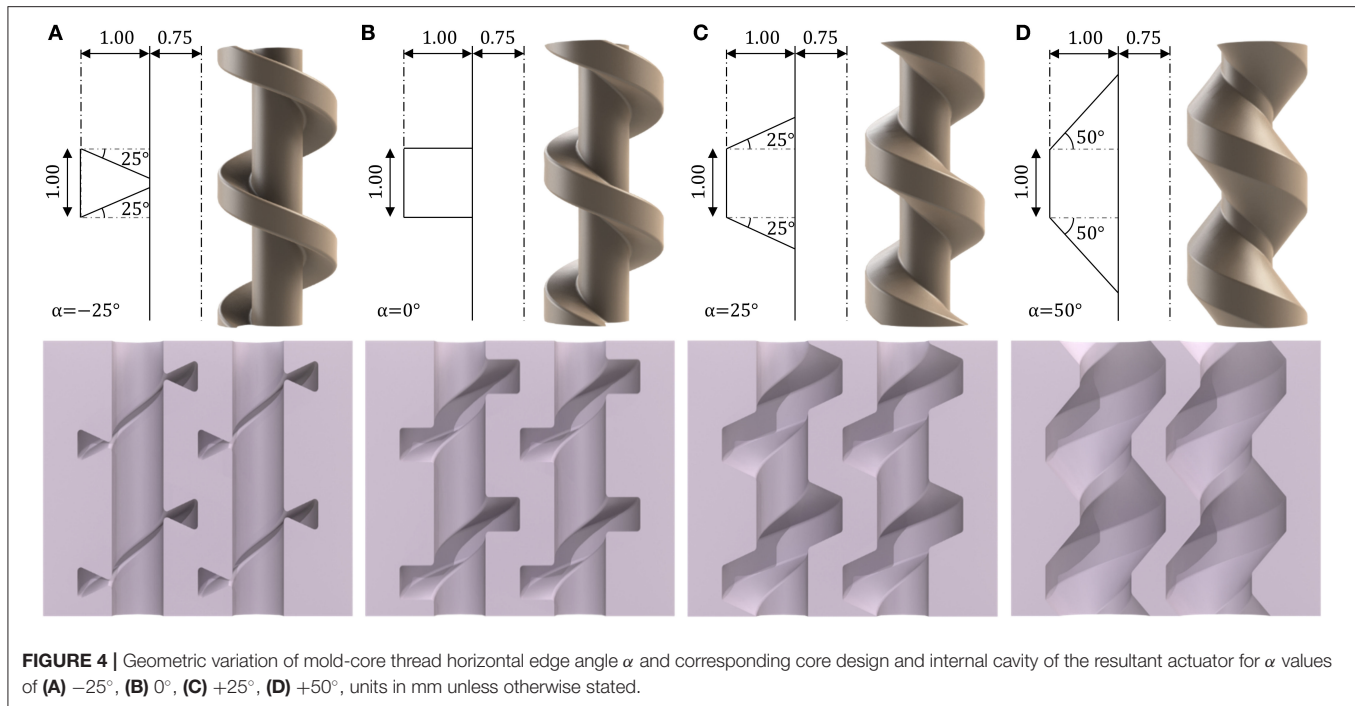 A 1.00 0.75
1.00
25°
25°
α=−25°
B 1.00 0.75
1.00
α=0°
C 1.00 0.75
1.00
25°
25°
α=25°
D 1.00 0.75
1.00
50°
50°
α=50°
FIGURE 4 | Geometric variation of mold-core thread horizontal edge angle α and corresponding core design and internal cavity of the resultant actuator for α values
of (A) −25°, (B) 0°, (C) +25°, (D) +50°, units in mm unless otherwise stated.